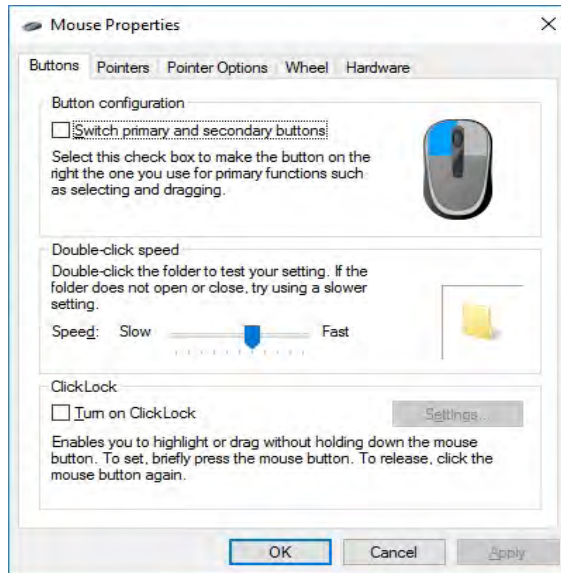 Mouse Properties
Buttons Pointers Pointer Options Wheel Hardware
Button configuration
Switch primary and secondary buttons
Select this check box to make the button on the
right the one you use for primary functions such
as selecting and dragging.
Double-click speed
Double-click the folder to test your setting. If the
folder does not open or close, try using a slower
setting.
Speed: Slow Fast
ClickLock
Turn on ClickLock
Settings...
Enables you to highlight or drag without holding down the mouse
button. To set, briefly press the mouse button. To release, click the
mouse button again.
OK Cancel Apply